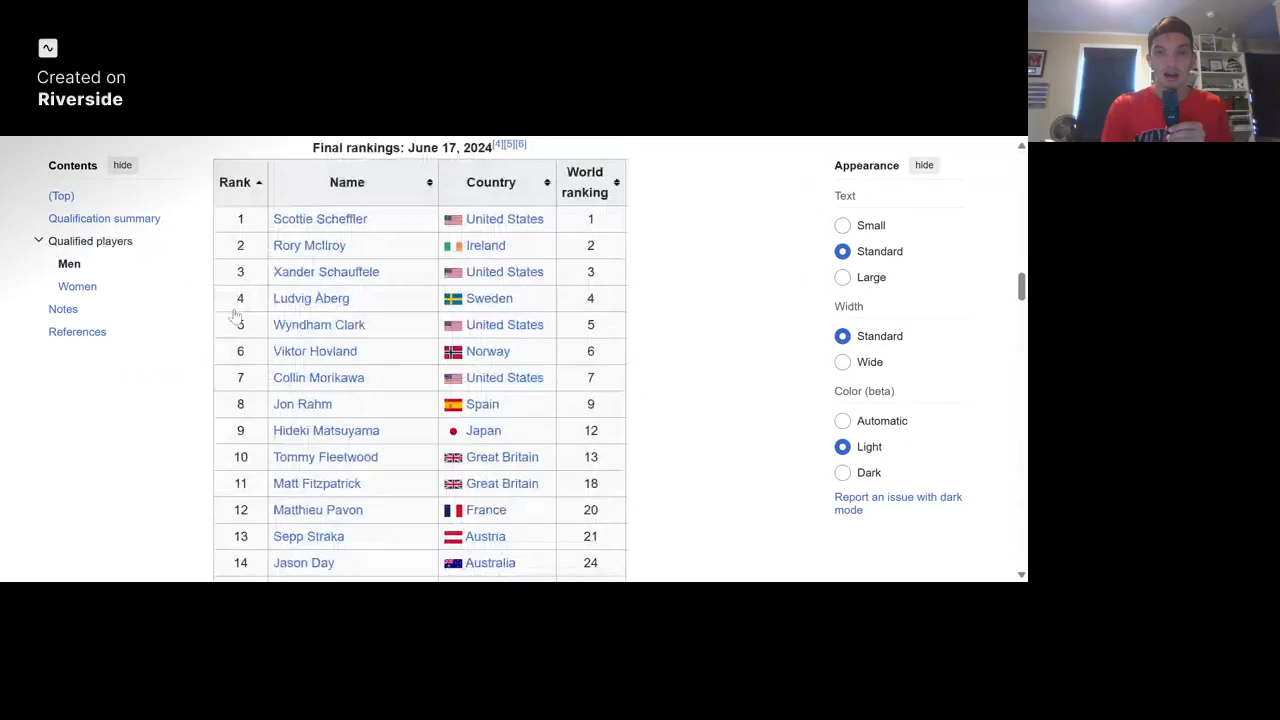 Created on
Riverside
Final rankings: June 17, 2024[4][5][6]
Contents hide
(Top)
Qualification summary
Qualified players
Men
Women
Notes
References
Rank Name Country World ranking
1 Scottie Scheffler United States 1
2 Rory McIlroy Ireland 2
3 Xander Schauffele United States 3
4 Ludvig Åberg Sweden 4
5 Wyndham Clark United States 5
6 Viktor Hovland Norway 6
7 Collin Morikawa United States 7
8 Jon Rahm Spain 9
9 Hideki Matsuyama Japan 12
10 Tommy Fleetwood Great Britain 13
11 Matt Fitzpatrick Great Britain 18
12 Matthieu Pavon France 20
13 Sepp Straka Austria 21
14 Jason Day Australia 24
Appearance hide
Text
Small
Standard
Large
Width
Standard
Wide
Color (beta)
Automatic
Light
Dark
Report an issue with dark
mode